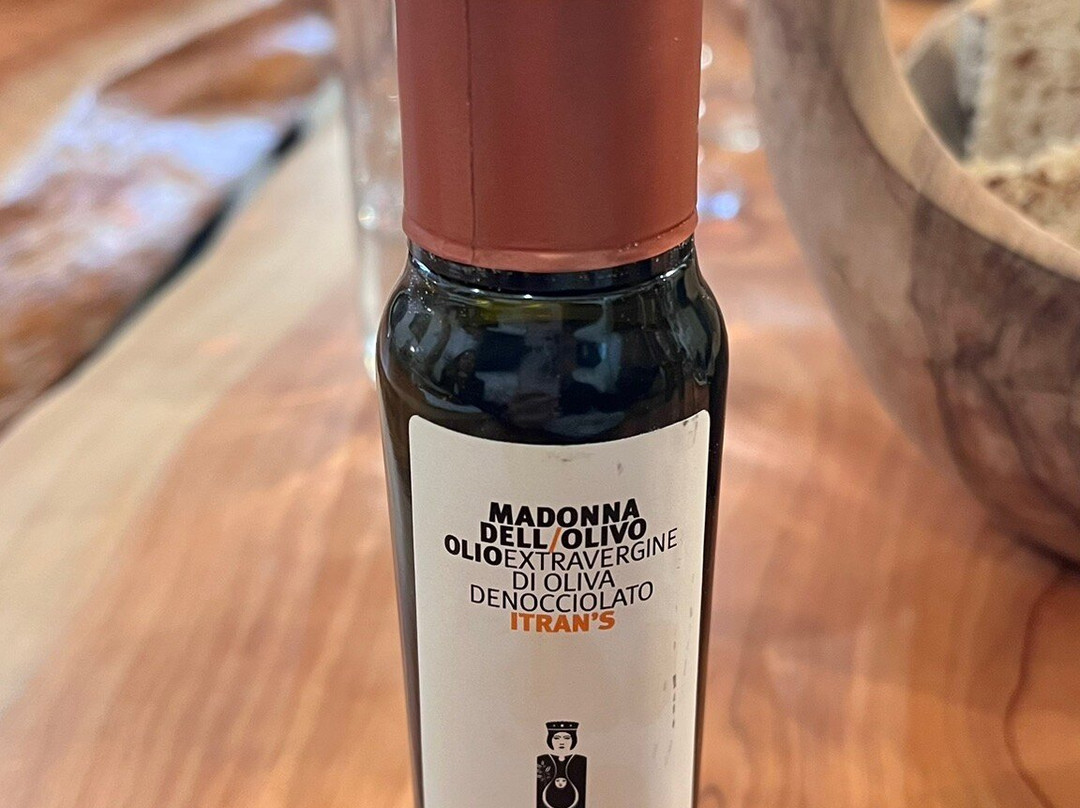 MADONNA
DELL/OLIVO
OLIOEXTRAVERGINE
DI OLIVA
DENOCCIOLATO
ITRAN'S